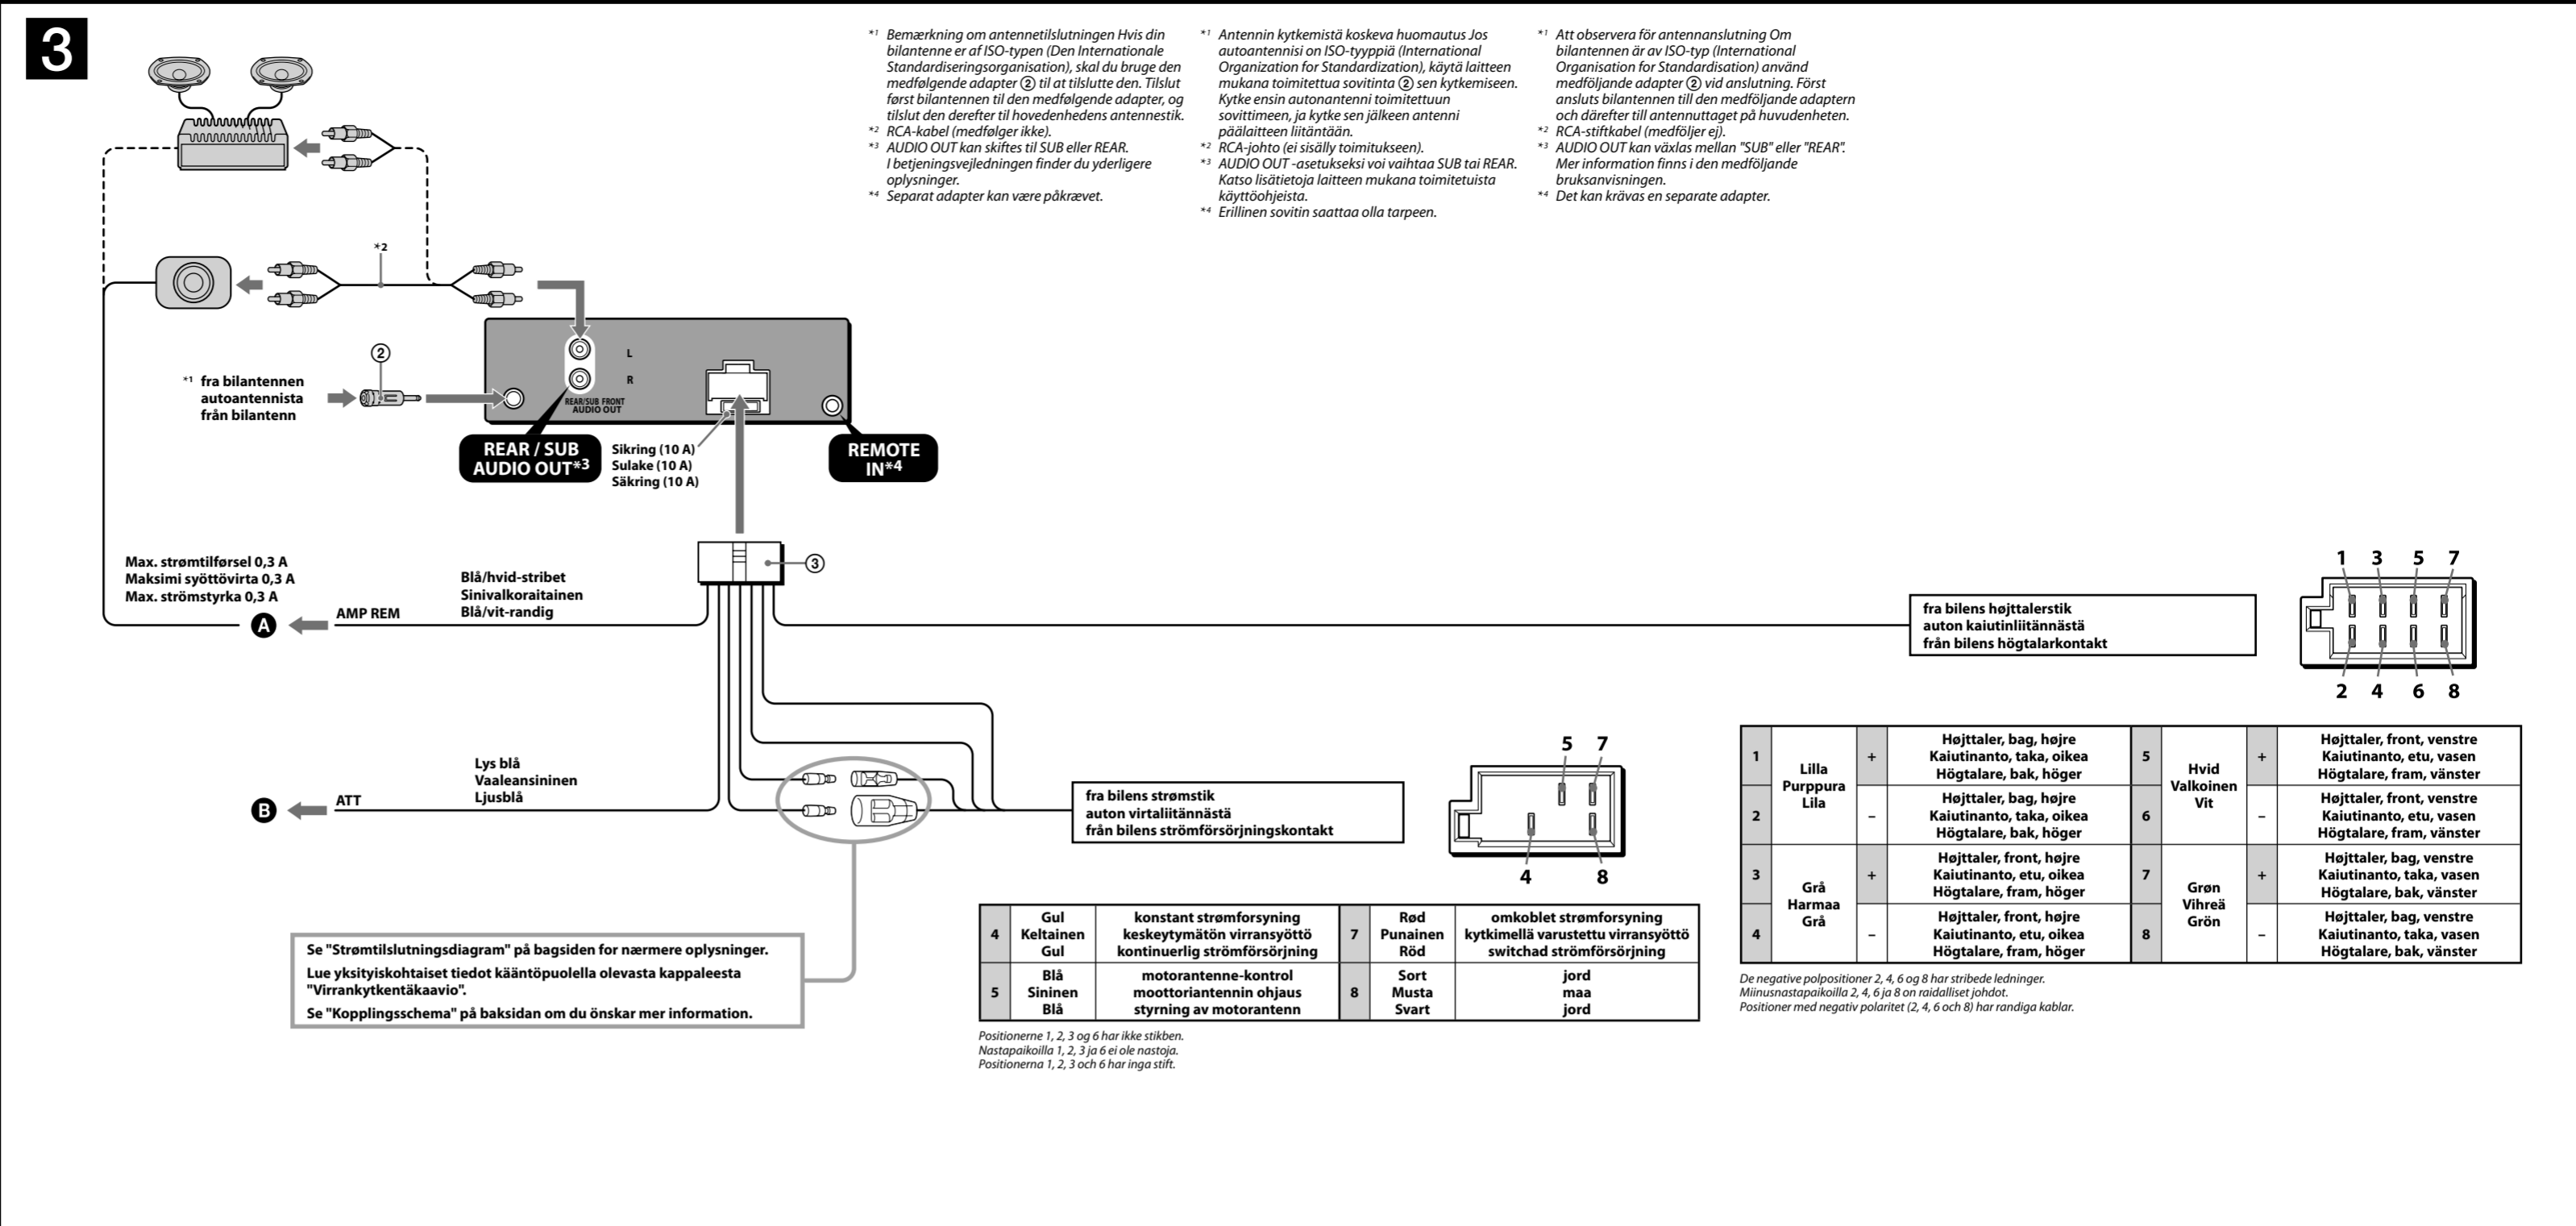 3
*1 Bemærkning om antennetilslutningen Hvis din
bilantenne er af ISO-typen (Den Internationale
Standardiseringsorganisation), skal du bruge den
medfølgende adapter ② til at tilslutte den. Tilslut
først bilantennen til den medfølgende adapter, og
tilslut den derefter til hovedenhedens antennestik.
*2 RCA-kabel (medfølger ikke).
*3 AUDIO OUT kan skiftes til SUB eller REAR.
I betjeningsvejledningen finder du yderligere
oplysninger.
*4 Separat adapter kan være påkrævet.
*1 Antennin kytkemistä koskeva huomautus Jos
autoantennisi on ISO-tyyppiä (International
Organization for Standardization), käytä laitteen
mukana toimitettua sovitinta ② sen kytkemiseen.
Kytke ensin autonantenni toimitettuun
sovittimeen, ja kytke sen jälkeen antenni
päälaitteen liitäntään.
*2 RCA-johto (ei sisälly toimitukseen).
*3 AUDIO OUT -asetukseksi voi vaihtaa SUB tai REAR.
Katso lisätietoja laitteen mukana toimitetuista
käyttöohjeista.
*4 Erillinen sovitin saattaa olla tarpeen.
*1 Att observera för antennanslutning Om
bilantennen är av ISO-typ (International
Organisation for Standardisation) använd
medföljande adapter ② vid anslutning. Först
ansluts bilantennen till den medföljande adaptern
och därefter till antennuttaget på huvudenheten.
*2 RCA-stiftkabel (medföljer ej).
*3 AUDIO OUT kan växlas mellan "SUB" eller "REAR".
Mer information finns i den medföljande
bruksanvisningen.
*4 Det kan krävas en separate adapter.
*2
②
*1 fra bilantennen
autoantennista
från bilantenn
L
R
REAR/SUB FRONT
AUDIO OUT
REAR / SUB
AUDIO OUT*3
Sikring (10 A)
Sulake (10 A)
Säkring (10 A)
REMOTE
IN*4
③
Max. strømtilførsel 0,3 A
Maksimi syöttövirta 0,3 A
Max. strömstyrka 0,3 A
Blå/hvid-stribet
Sinivalkoraitainen
Blå/vit-randig
A
AMP REM
fra bilens højttalerstik
auton kaiutinliitännästä
från bilens högtalarkontakt
1 3 5 7
2 4 6 8
Lys blå
Vaaleansininen
Ljusblå
B
ATT
fra bilens strømstik
auton virtaliitännästä
från bilens strömförsörjningskontakt
5 7
4 8
Se "Strømtilslutningsdiagram" på bagsiden for nærmere oplysninger.
Lue yksityiskohtaiset tiedot kääntöpuolella olevasta kappaleesta
"Virrankytkentäkaavio".
Se "Kopplingsschema" på baksidan om du önskar mer information.
4
Gul
Keltainen
Gul
konstant strømforsyning
keskeytymätön virransyöttö
kontinuerlig strömförsörjning
7
Rød
Punainen
Röd
omkoblet strømforsyning
kytkimellä varustettu virransyöttö
switchad strömförsörjning
5
Blå
Sininen
Blå
motorantenne-kontrol
moottoriantennin ohjaus
styrning av motorantenn
8
Sort
Musta
Svart
jord
maa
jord
Positionerne 1, 2, 3 og 6 har ikke stikben.
Nastapaikoilla 1, 2, 3 ja 6 ei ole nastoja.
Positionerna 1, 2, 3 och 6 har inga stift.
1
Lilla
Purppura
Lila
+
Højttaler, bag, højre
Kaiutinanto, taka, oikea
Högtalare, bak, höger
2
–
Højttaler, bag, højre
Kaiutinanto, taka, oikea
Högtalare, bak, höger
3
Grå
Harmaa
Grå
+
Højttaler, front, højre
Kaiutinanto, etu, oikea
Högtalare, fram, höger
4
–
Højttaler, front, højre
Kaiutinanto, etu, oikea
Högtalare, fram, höger
5
Hvid
Valkoinen
Vit
+
Højttaler, front, venstre
Kaiutinanto, etu, vasen
Högtalare, fram, vänster
6
–
Højttaler, front, venstre
Kaiutinanto, etu, vasen
Högtalare, fram, vänster
7
Grøn
Vihreä
Grön
+
Højttaler, bag, venstre
Kaiutinanto, taka, vasen
Högtalare, bak, vänster
8
–
Højttaler, bag, venstre
Kaiutinanto, taka, vasen
Högtalare, bak, vänster
De negative polpositioner 2, 4, 6 og 8 har stribede ledninger.
Miinusnastapaikoilla 2, 4, 6 ja 8 on raidalliset johdot.
Positioner med negativ polaritet (2, 4, 6 och 8) har randiga kablar.